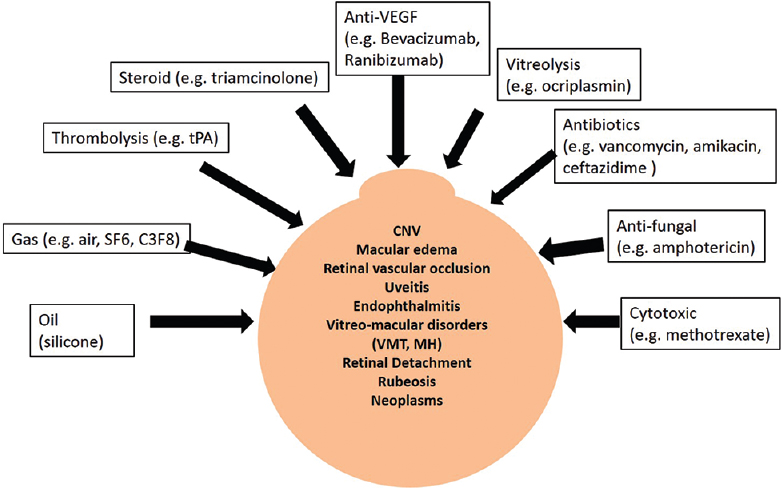 Anti-VEGF
(e.g. Bevacizumab,
Ranibizumab)
Steroid (e.g. triamcinolone)
Vitreolysis
(e.g. ocriplasmin)
Thrombolysis (e.g. tPA)
Antibiotics
(e.g. vancomycin, amikacin,
ceftazidime )
Gas (e.g. air, SF6, C3F8)
Anti-fungal
(e.g. amphotericin)
Oil
(silicone)
Cytotoxic
(e.g. methotrexate)
CNV
Macular edema
Retinal vascular occlusion
Uveitis
Endophthalmitis
Vitreo-macular disorders
(VMT, MH)
Retinal Detachment
Rubeosis
Neoplasms